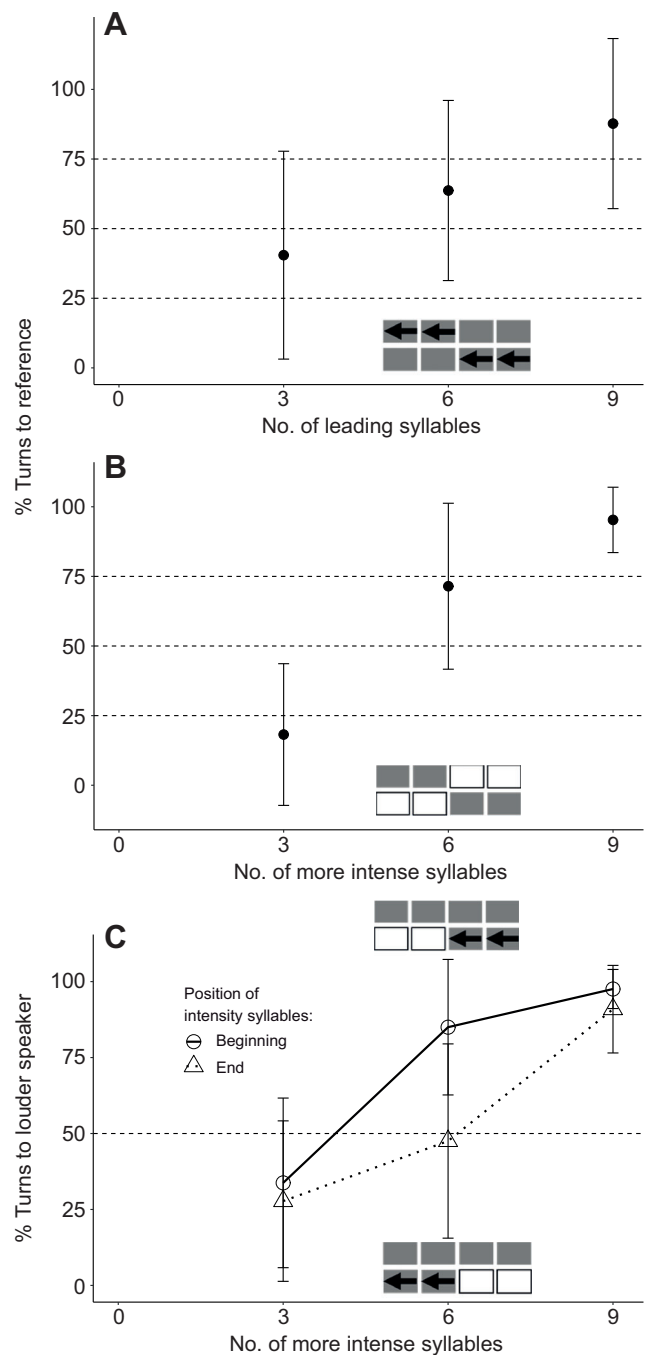 A
100
75
50
25
0
0 3 6 9
No. of leading syllables
% Turns to reference
B
100
75
50
25
0
0 3 6 9
No. of more intense syllables
C
100
75
50
25
0
Position of
intensity syllables:
Beginning
End
% Turns to louder speaker
0 3 6 9
No. of more intense syllables